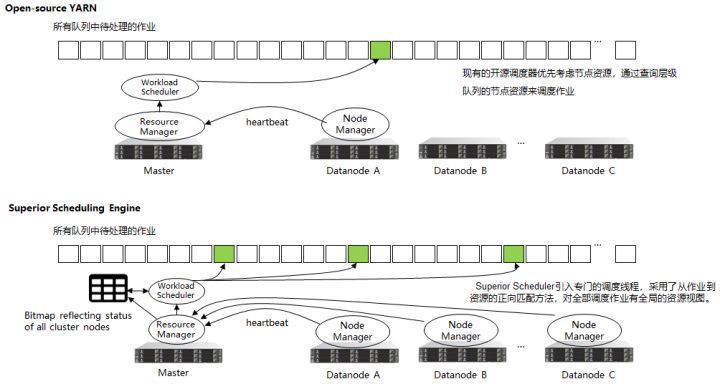 Open-source YARN
所有队列中待处理的作业
...
Workload
Scheduler
现有的开源调度器优先考虑节点资源，通过查询层级
队列的节点资源来调度作业
Resource
Manager
heartbeat
Node
Manager
...
Master
Datanode A
Datanode B
Datanode C
Superior Scheduling Engine
所有队列中待处理的作业
...
Workload
Scheduler
Superior Scheduler引入专门的调度线程，采用了从作业到
资源的正向匹配方法，对全部调度作业有全局的资源视图。
Bitmap reflecting status
of all cluster nodes
Resource
Manager
heartbeat
Node
Manager
Node
Manager
Node
Manager
...
Master
Datanode A
Datanode B
Datanode C